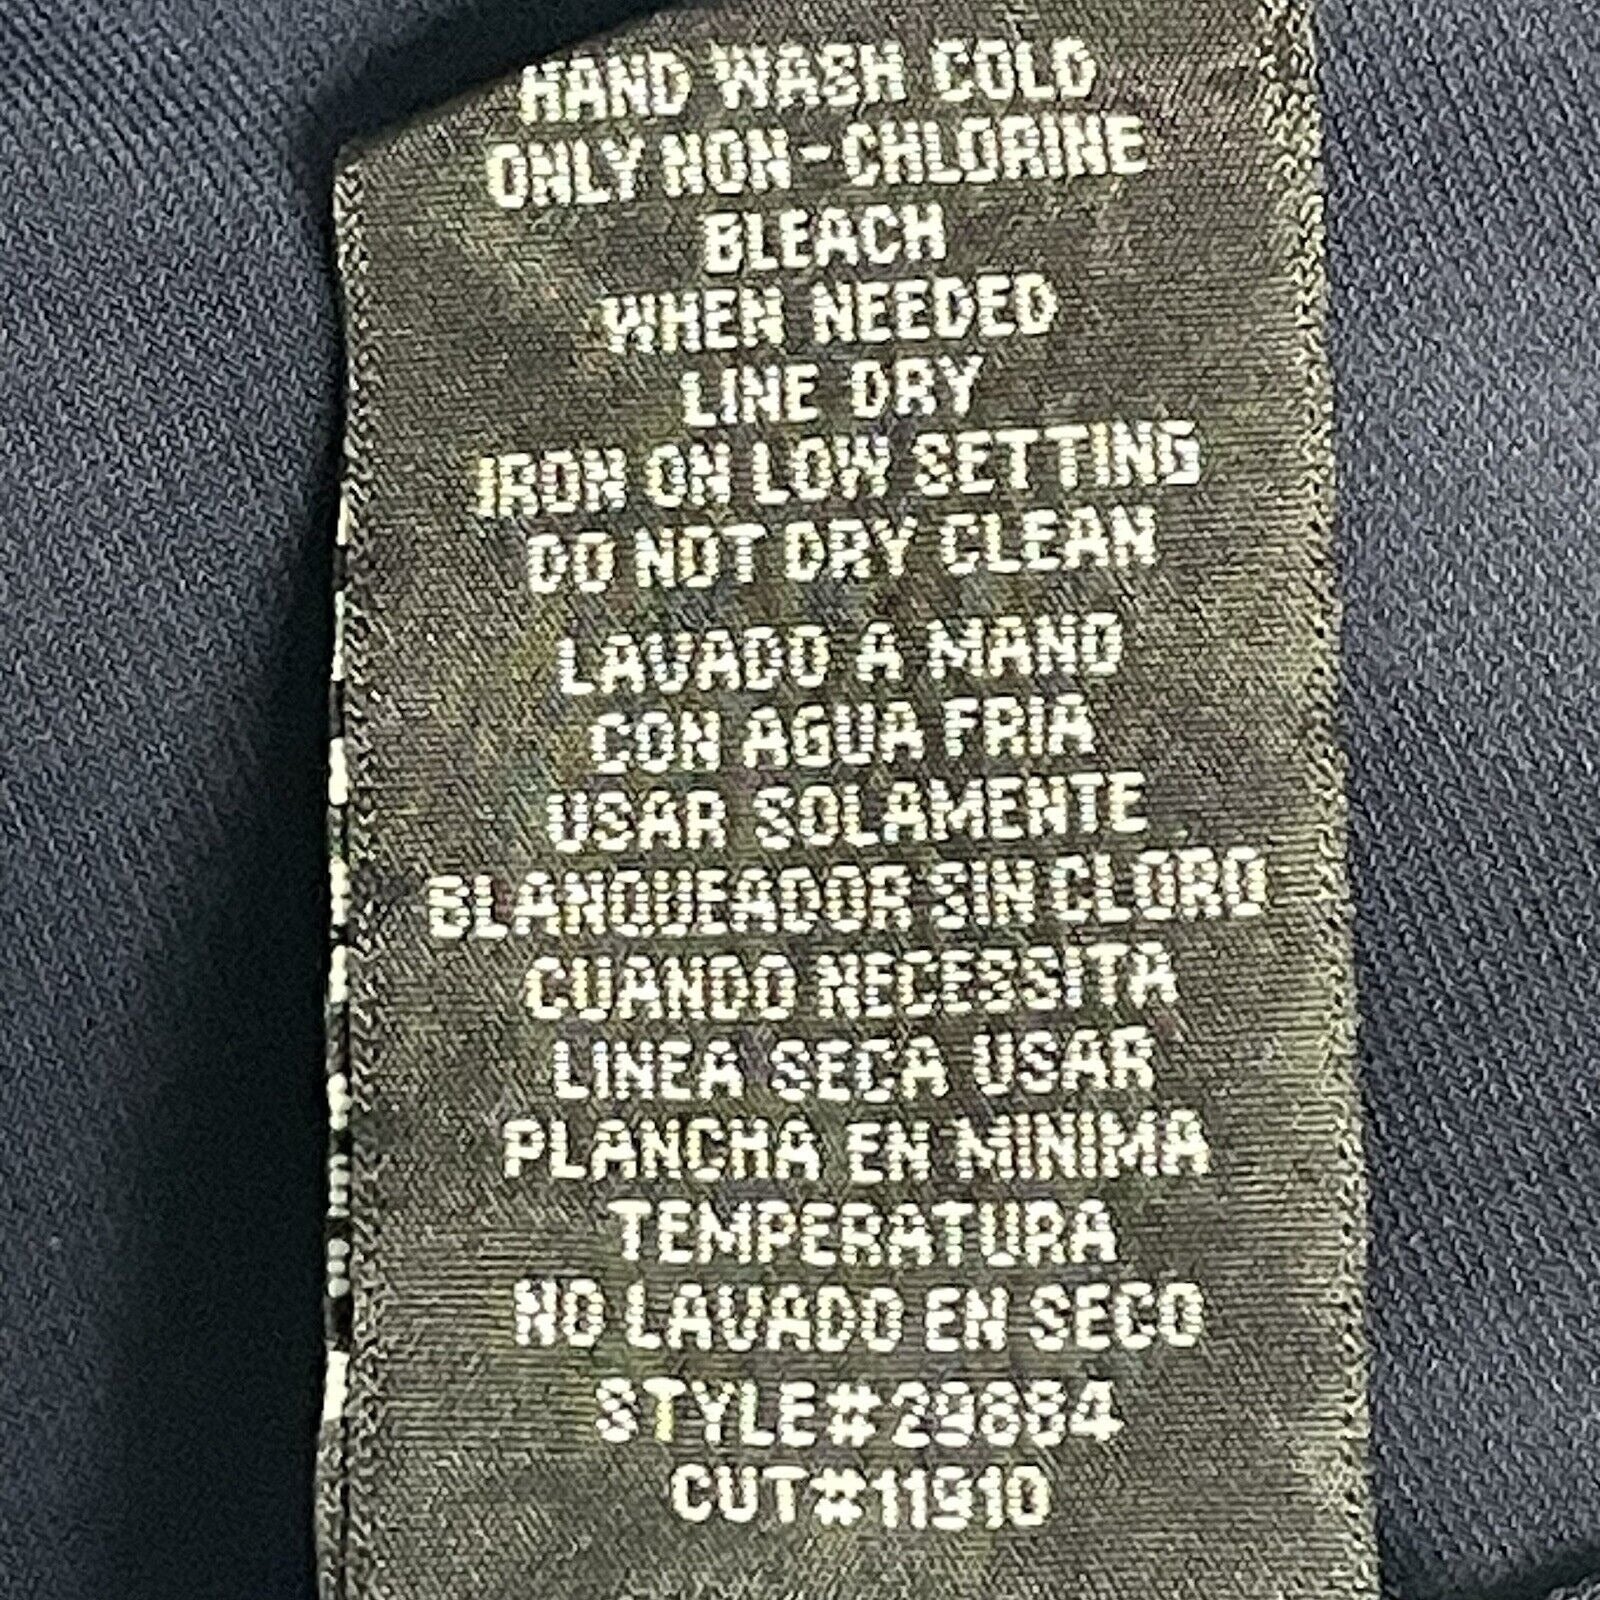 HAND WASH COLD
ONLY NON-CHLORINE
BLEACH
WHEN NEEDED
LINE DRY
IRON ON LOW SETTING
DO NOT DRY CLEAN
LAVADO A MANO
CON AGUA FRIA
USAR SOLAMENTE
BLANQUEADOR SIN CLORO
CUANDO NECESSITA
LINEA SECA USAR
PLANCHA EN MINIMA
TEMPERATURA
NO LAVADO EN SECO
STYLE#29684
CUT#11910